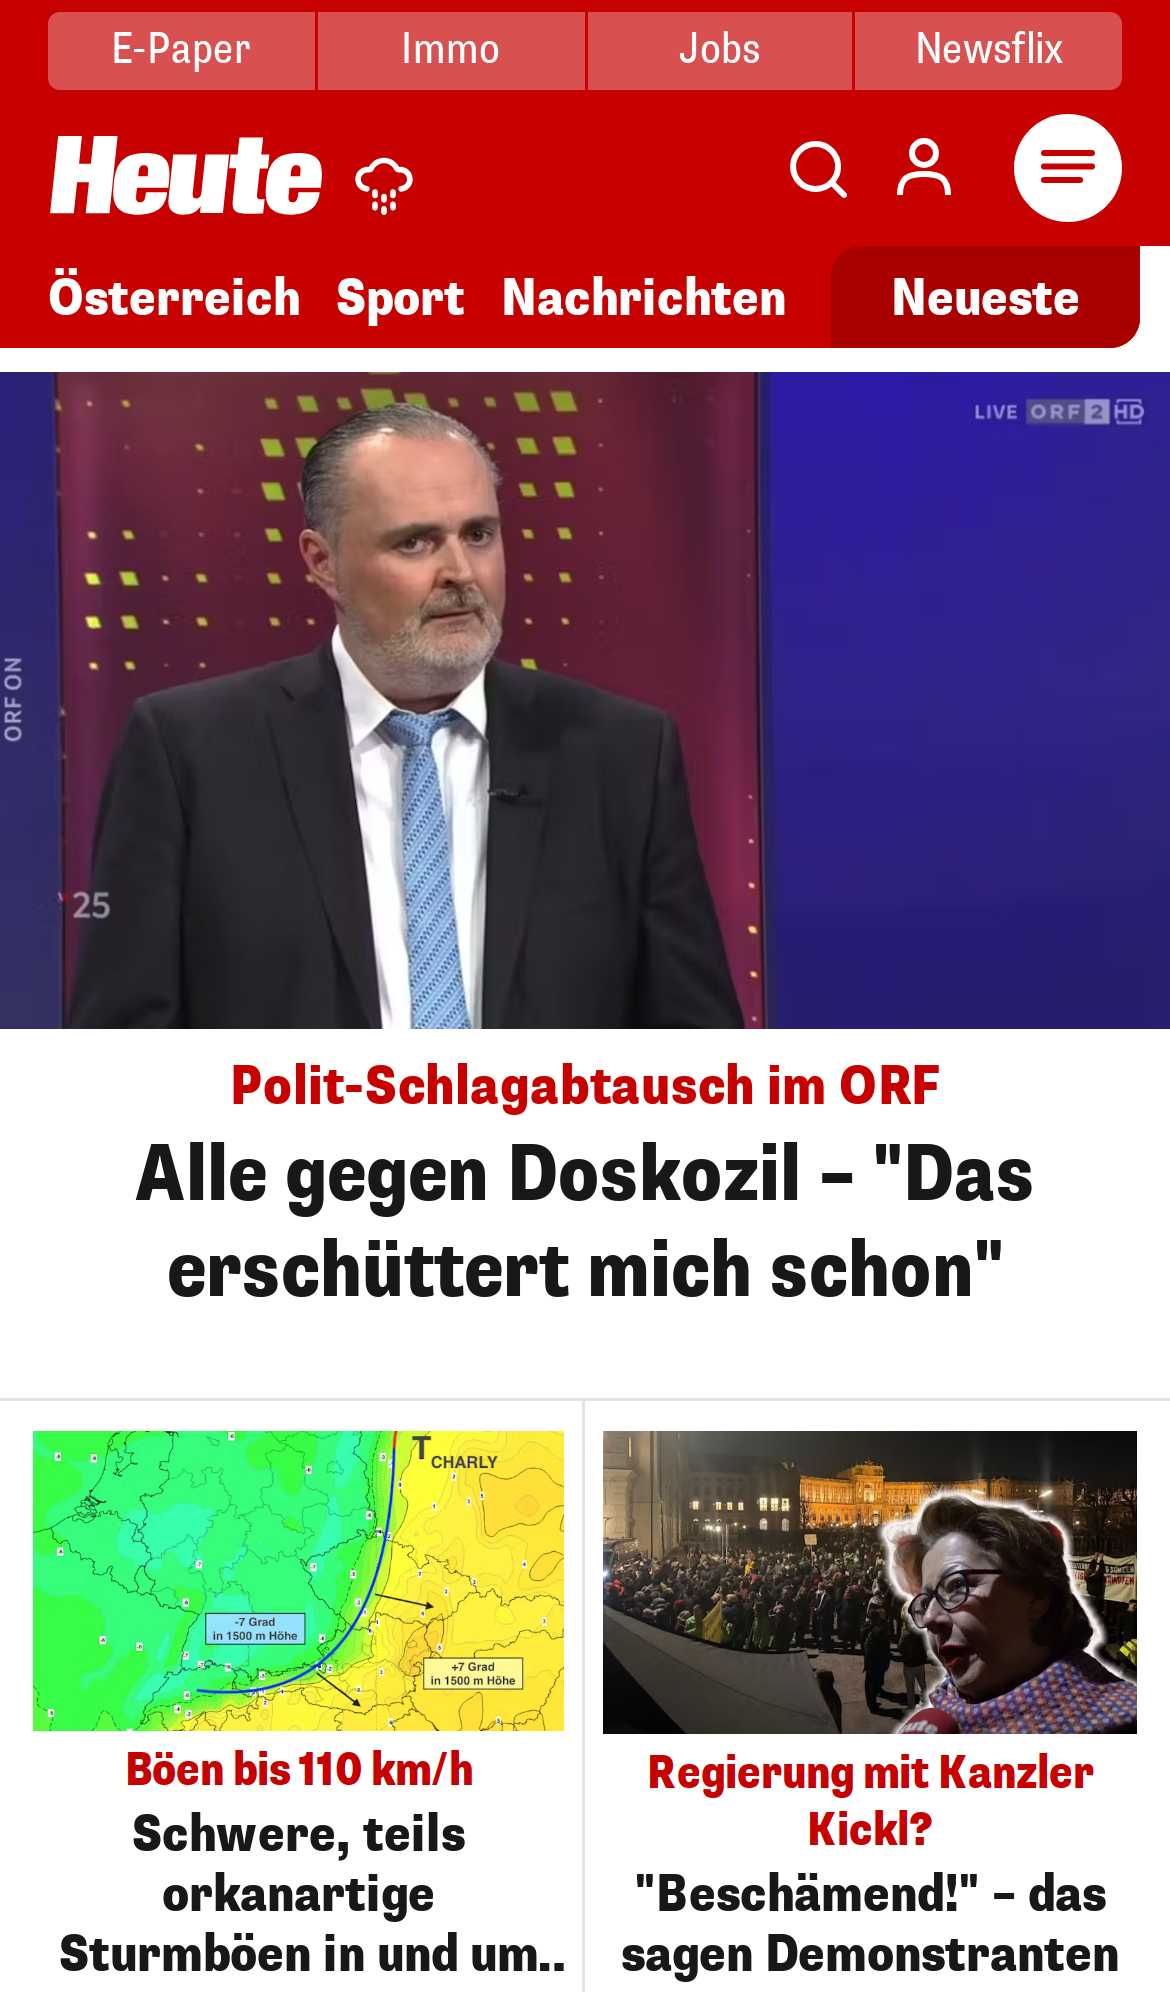 E-Paper
Immo
Jobs
Newsflix
Heute
Österreich
Sport
Nachrichten
Neueste
LIVE ORF 2 HD
ORF ON
25
Polit-Schlagabtausch im ORF
Alle gegen Doskozil – "Das
erschüttert mich schon"
T CHARLY
-7 Grad
in 1500 m Höhe
+7 Grad
in 1500 m Höhe
Böen bis 110 km/h
Schwere, teils
orkanartige
Sturmböen in und um..
Regierung mit Kanzler
Kickl?
"Beschämend!" – das
sagen Demonstranten